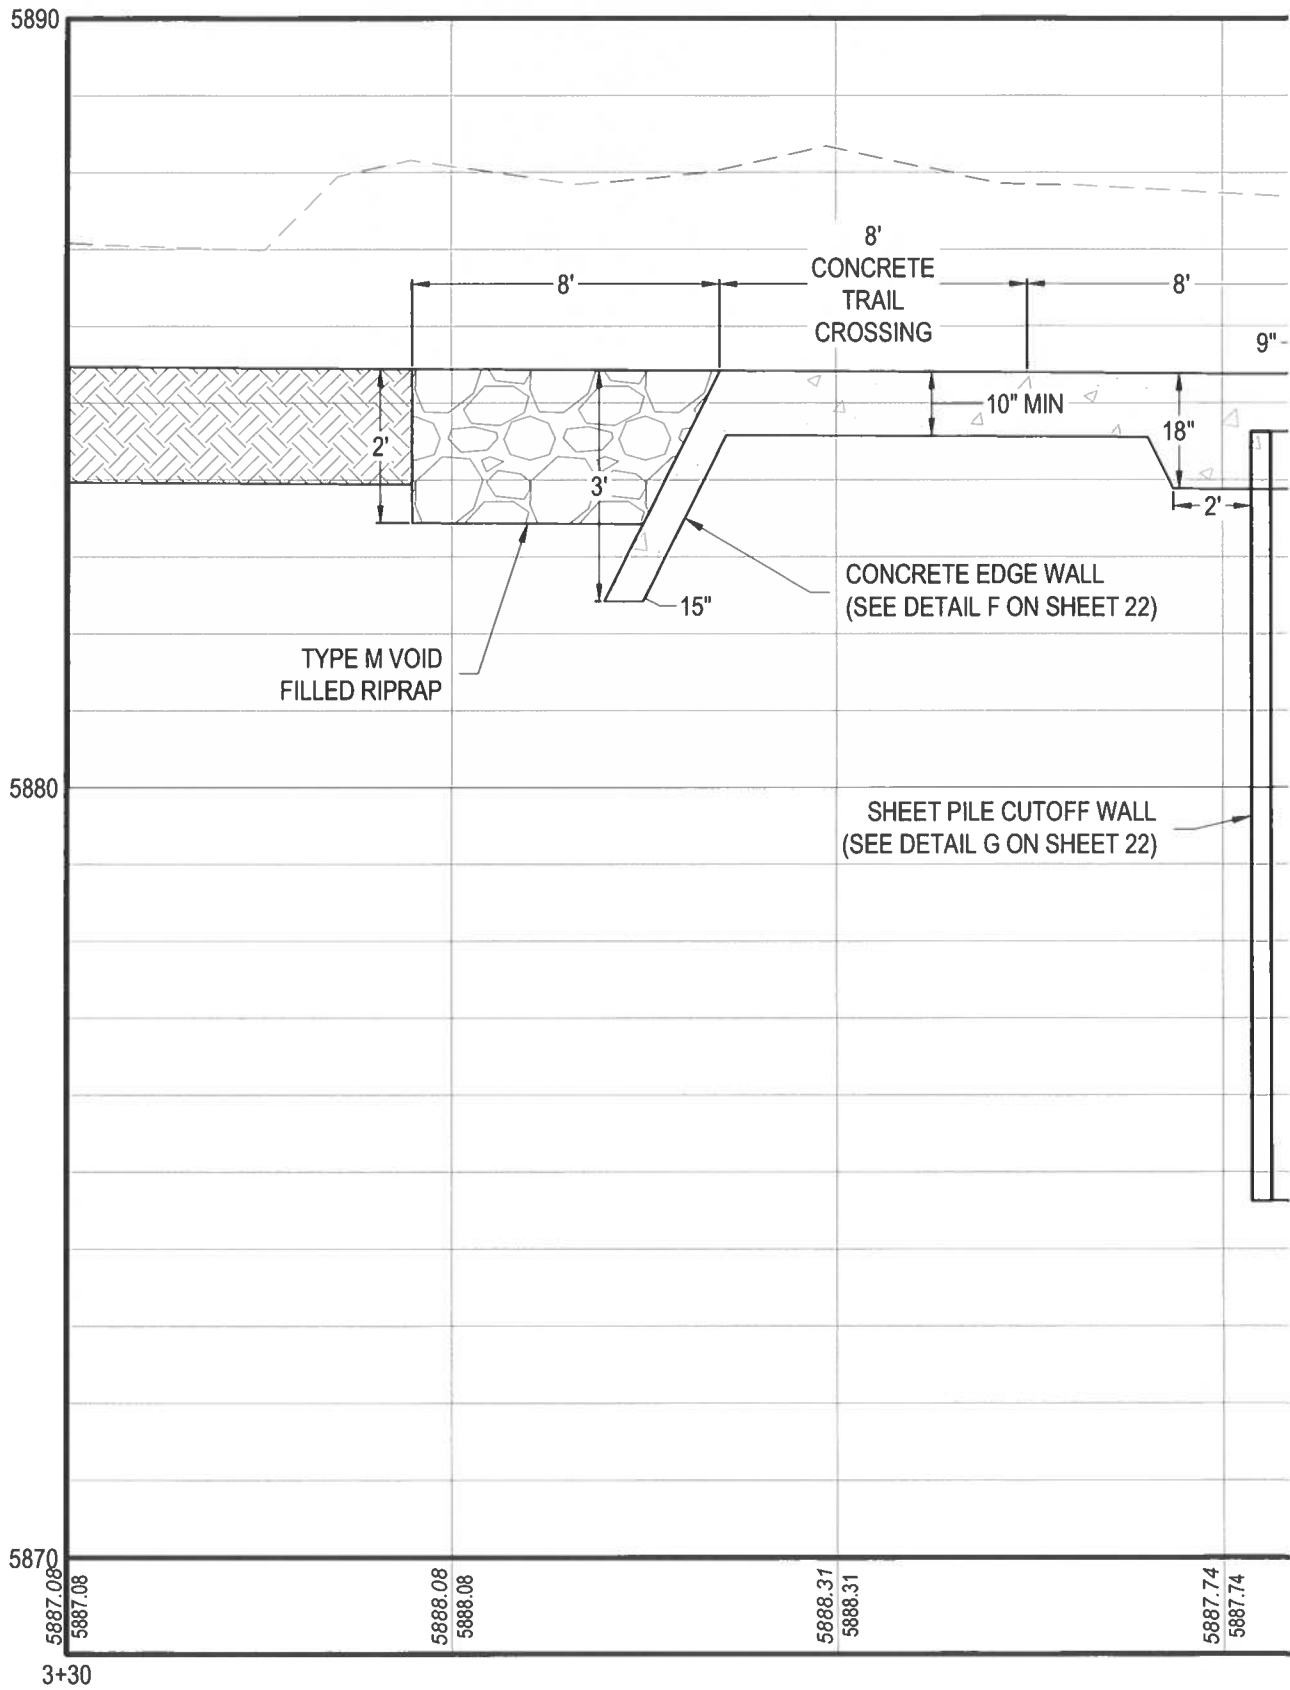 5890
8'
CONCRETE
TRAIL
CROSSING
8'
8'
9"
10" MIN
18"
2'
3'
2'
15"
CONCRETE EDGE WALL
(SEE DETAIL F ON SHEET 22)
TYPE M VOID
FILLED RIPRAP
5880
SHEET PILE CUTOFF WALL
(SEE DETAIL G ON SHEET 22)
5870
5887.08
5887.08
5888.08
5888.08
5888.31
5888.31
5887.74
5887.74
3+30